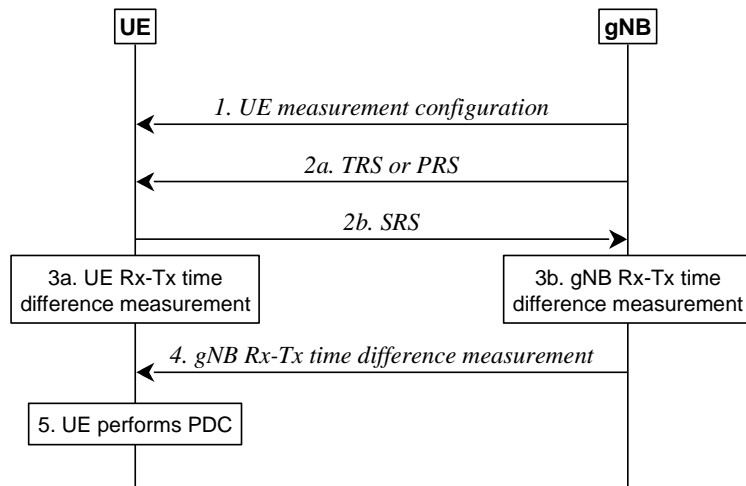 UE
gNB
1. UE measurement configuration
2a. TRS or PRS
2b. SRS
3a. UE Rx-Tx time
difference measurement
3b. gNB Rx-Tx time
difference measurement
4. gNB Rx-Tx time difference measurement
5. UE performs PDC